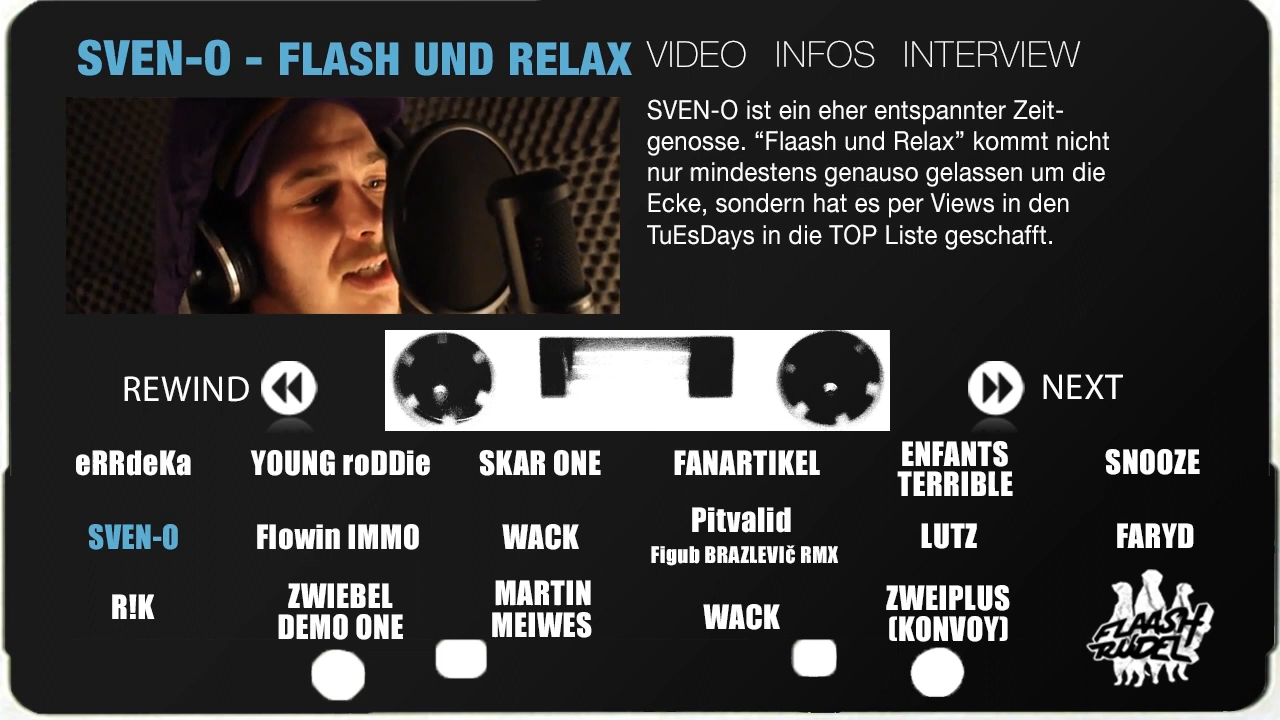 SVEN-O - FLASH UND RELAX
VIDEO INFOS INTERVIEW
SVEN-O ist ein eher entspannter Zeit-
genosse. “Flaash und Relax” kommt nicht
nur mindestens genauso gelassen um die
Ecke, sondern hat es per Views in den
TuEsDays in die TOP Liste geschafft.
REWIND
NEXT
eRRdeKa
YOUNG roDDie
SKAR ONE
FANARTIKEL
ENFANTS
TERRIBLE
SNOOZE
SVEN-O
Flowin IMMO
WACK
Pitvalid
Figub BRAZLEVIč RMX
LUTZ
FARYD
R!K
ZWIEBEL
DEMO ONE
MARTIN
MEIWES
WACK
ZWEIPLUS
(KONVOY)
FLAASH
RUDEL